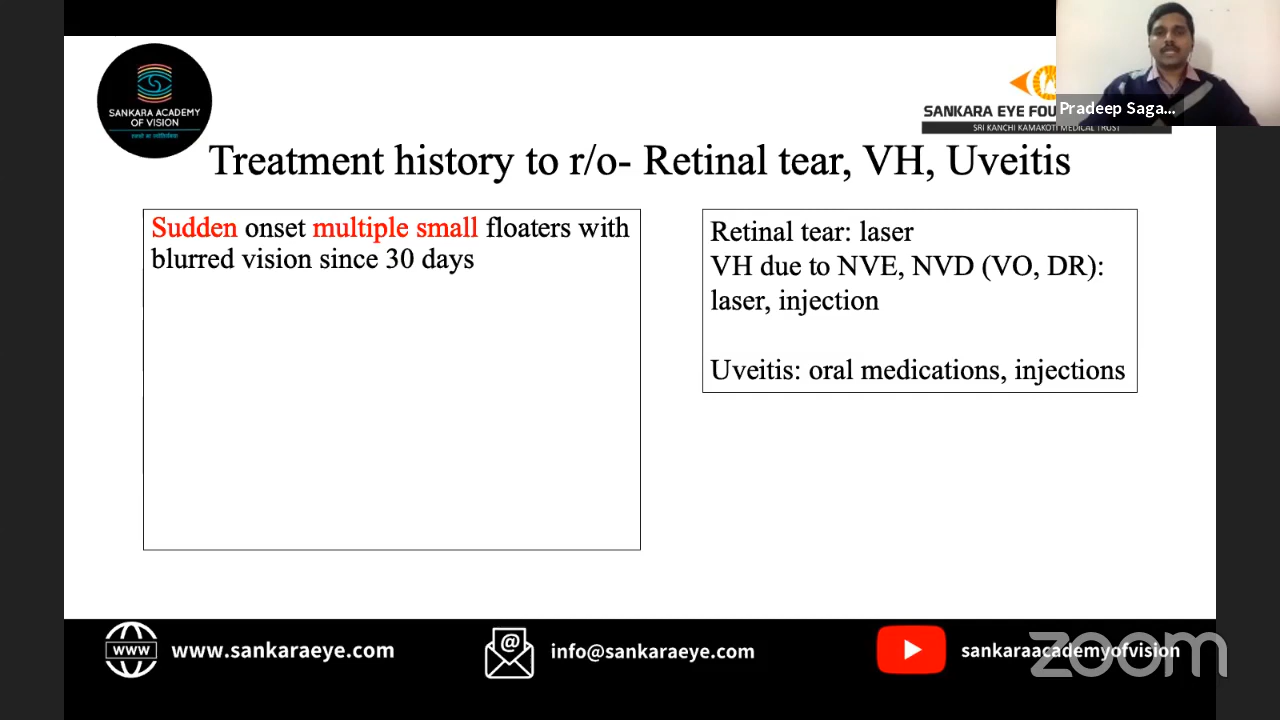 SANKARA ACADEMY
OF VISION
SANKARA EYE FOU
SRI KANCHI KAMAKOTI MEDICAL TRUST
Pradeep Saga...
Treatment history to r/o- Retinal tear, VH, Uveitis
Sudden onset multiple small floaters with
blurred vision since 30 days
Retinal tear: laser
VH due to NVE, NVD (VO, DR):
laser, injection
Uveitis: oral medications, injections
WWW
www.sankaraeye.com
@
info@sankaraeye.com
sankaraacademyofvision
zoom